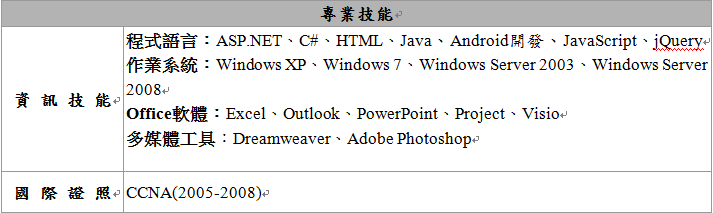 專業技能
資訊技能
程式語言：ASP.NET、C#、HTML、Java、Android開發、JavaScript、jQuery
作業系統：Windows XP、Windows 7、Windows Server 2003、Windows Server
2008
Office軟體：Excel、Outlook、PowerPoint、Project、Visio
多媒體工具：Dreamweaver、Adobe Photoshop
國際證照
CCNA(2005-2008)